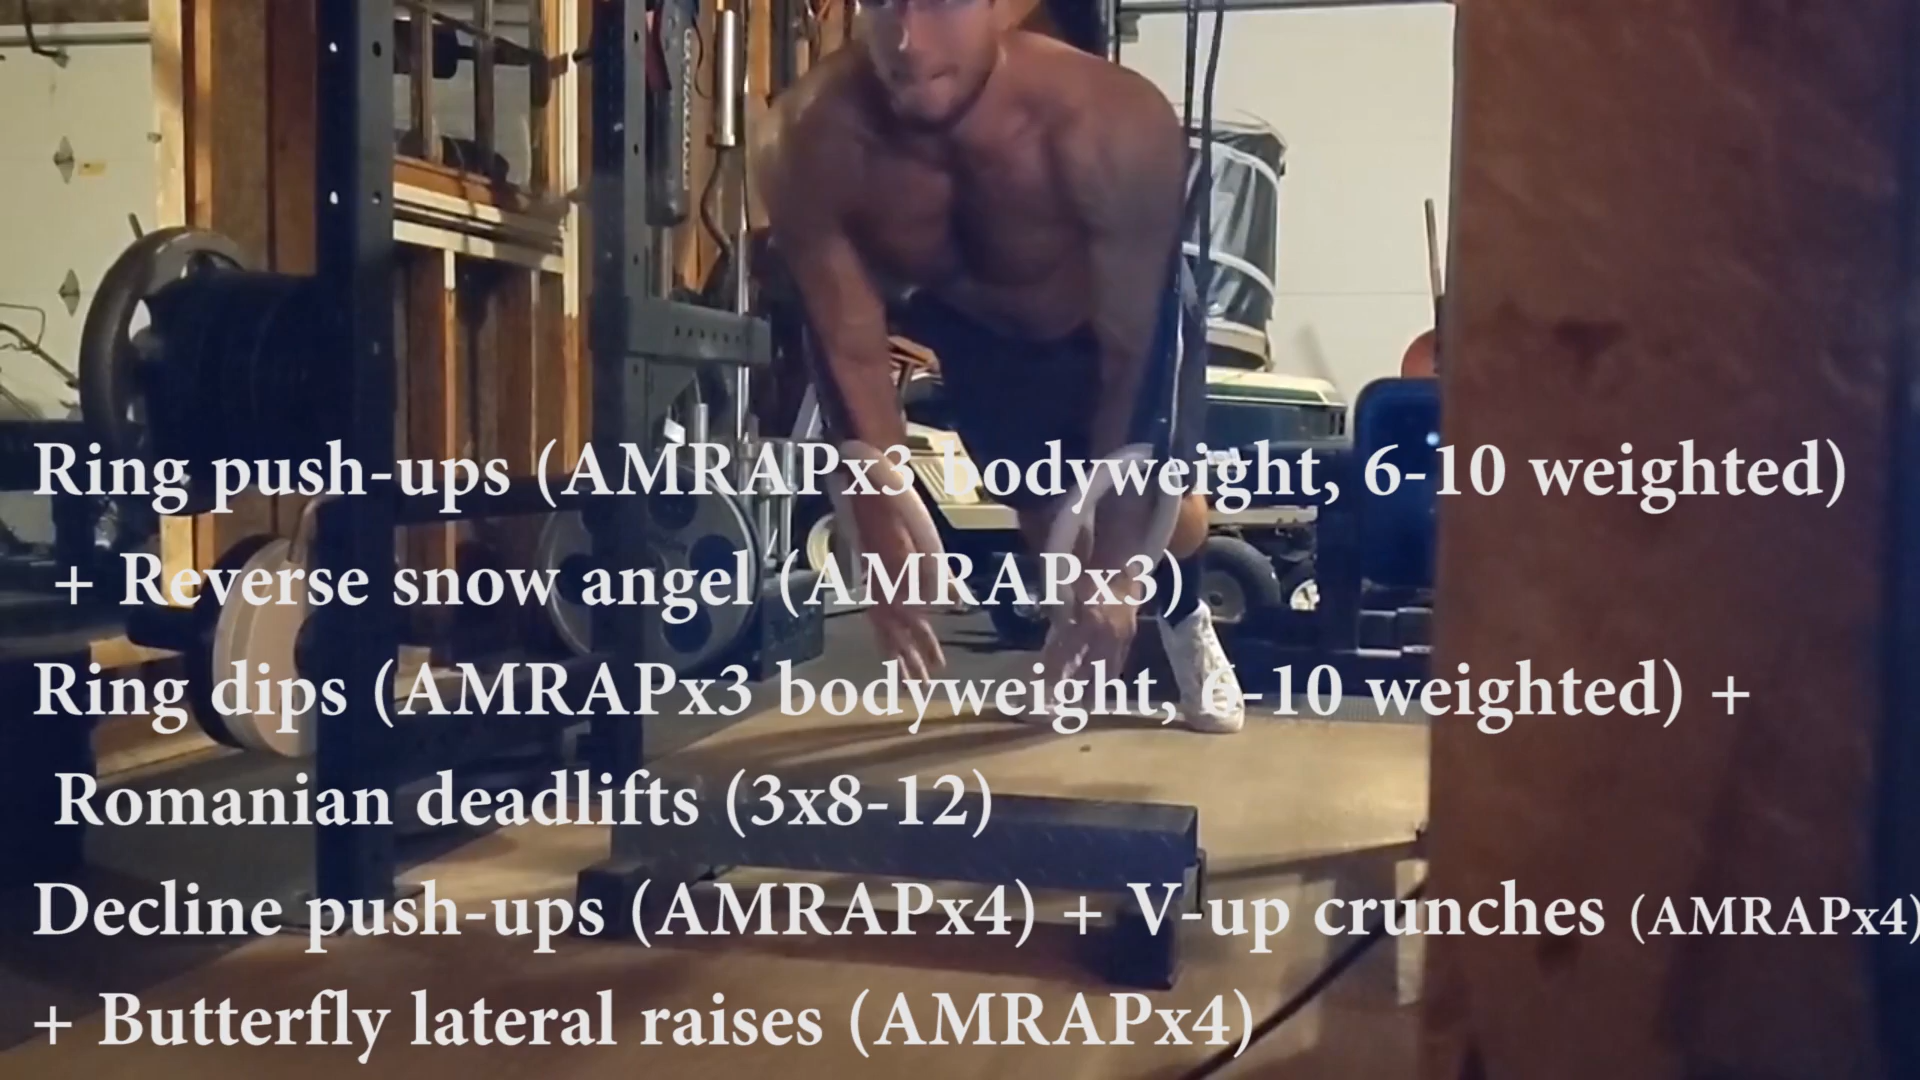 Ring push-ups (AMRAPx3 bodyweight, 6-10 weighted)
+ Reverse snow angel (AMRAPx3)
Ring dips (AMRAPx3 bodyweight, 6-10 weighted) +
Romanian deadlifts (3x8-12)
Decline push-ups (AMRAPx4) + V-up crunches (AMRAPx4)
+ Butterfly lateral raises (AMRAPx4)